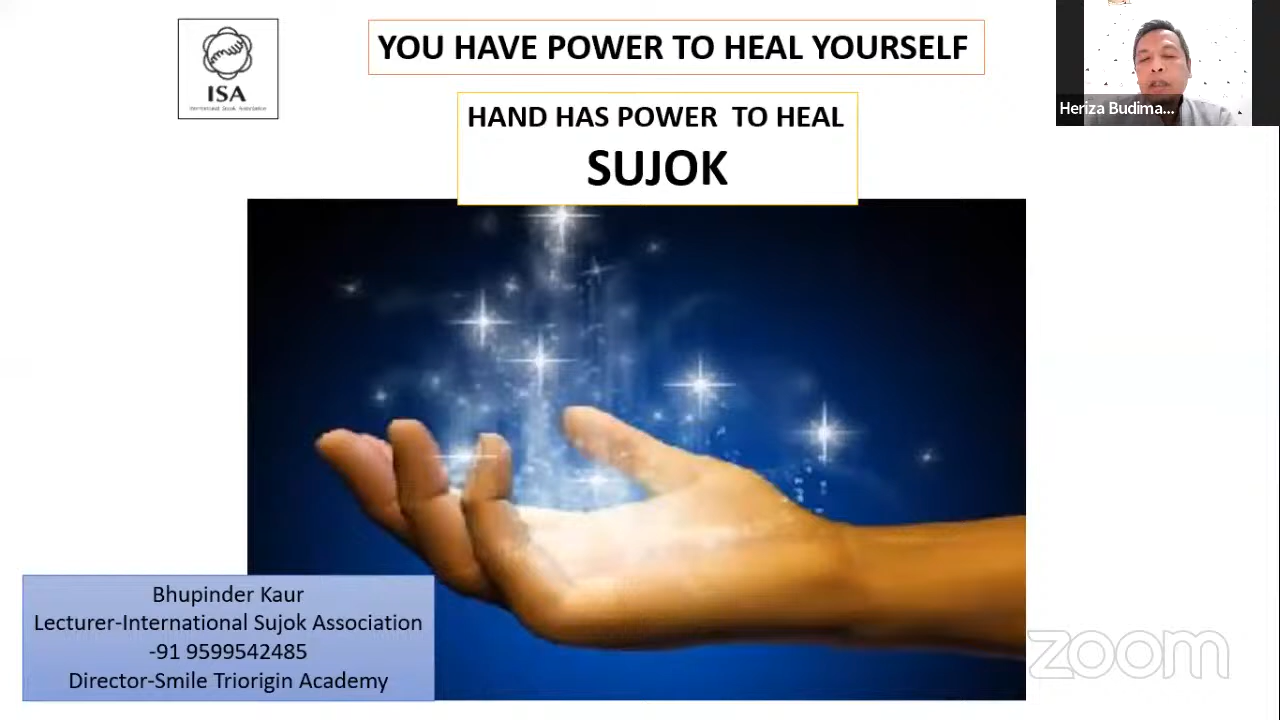 ISA
International Sujok Association
YOU HAVE POWER TO HEAL YOURSELF
HAND HAS POWER TO HEAL
SUJOK
Heriza Budima...
Bhupinder Kaur
Lecturer-International Sujok Association
-91 9599542485
Director-Smile Triorigin Academy
zoom